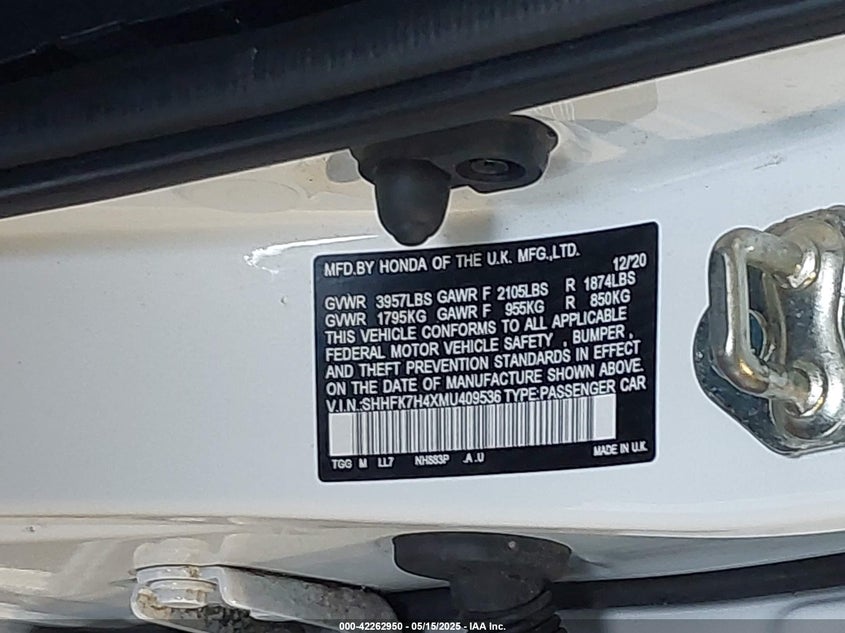 MFD.BY HONDA OF THE U.K. MFG.,LTD. 12/20
GVWR 3957LBS GAWR F 2105LBS R 1874LBS
GVWR 1795KG GAWR F 955KG R 850KG
THIS VEHICLE CONFORMS TO ALL APPLICABLE
FEDERAL MOTOR VEHICLE SAFETY , BUMPER ,
AND THEFT PREVENTION STANDARDS IN EFFECT
ON THE DATE OF MANUFACTURE SHOWN ABOVE.
V.I.N.:SHHFK7H4XMU409536 TYPE:PASSENGER CAR
TGG M LL7 NH883P .A .U MADE IN U.K.
000-42262950 - 05/15/2025 - IAA Inc.